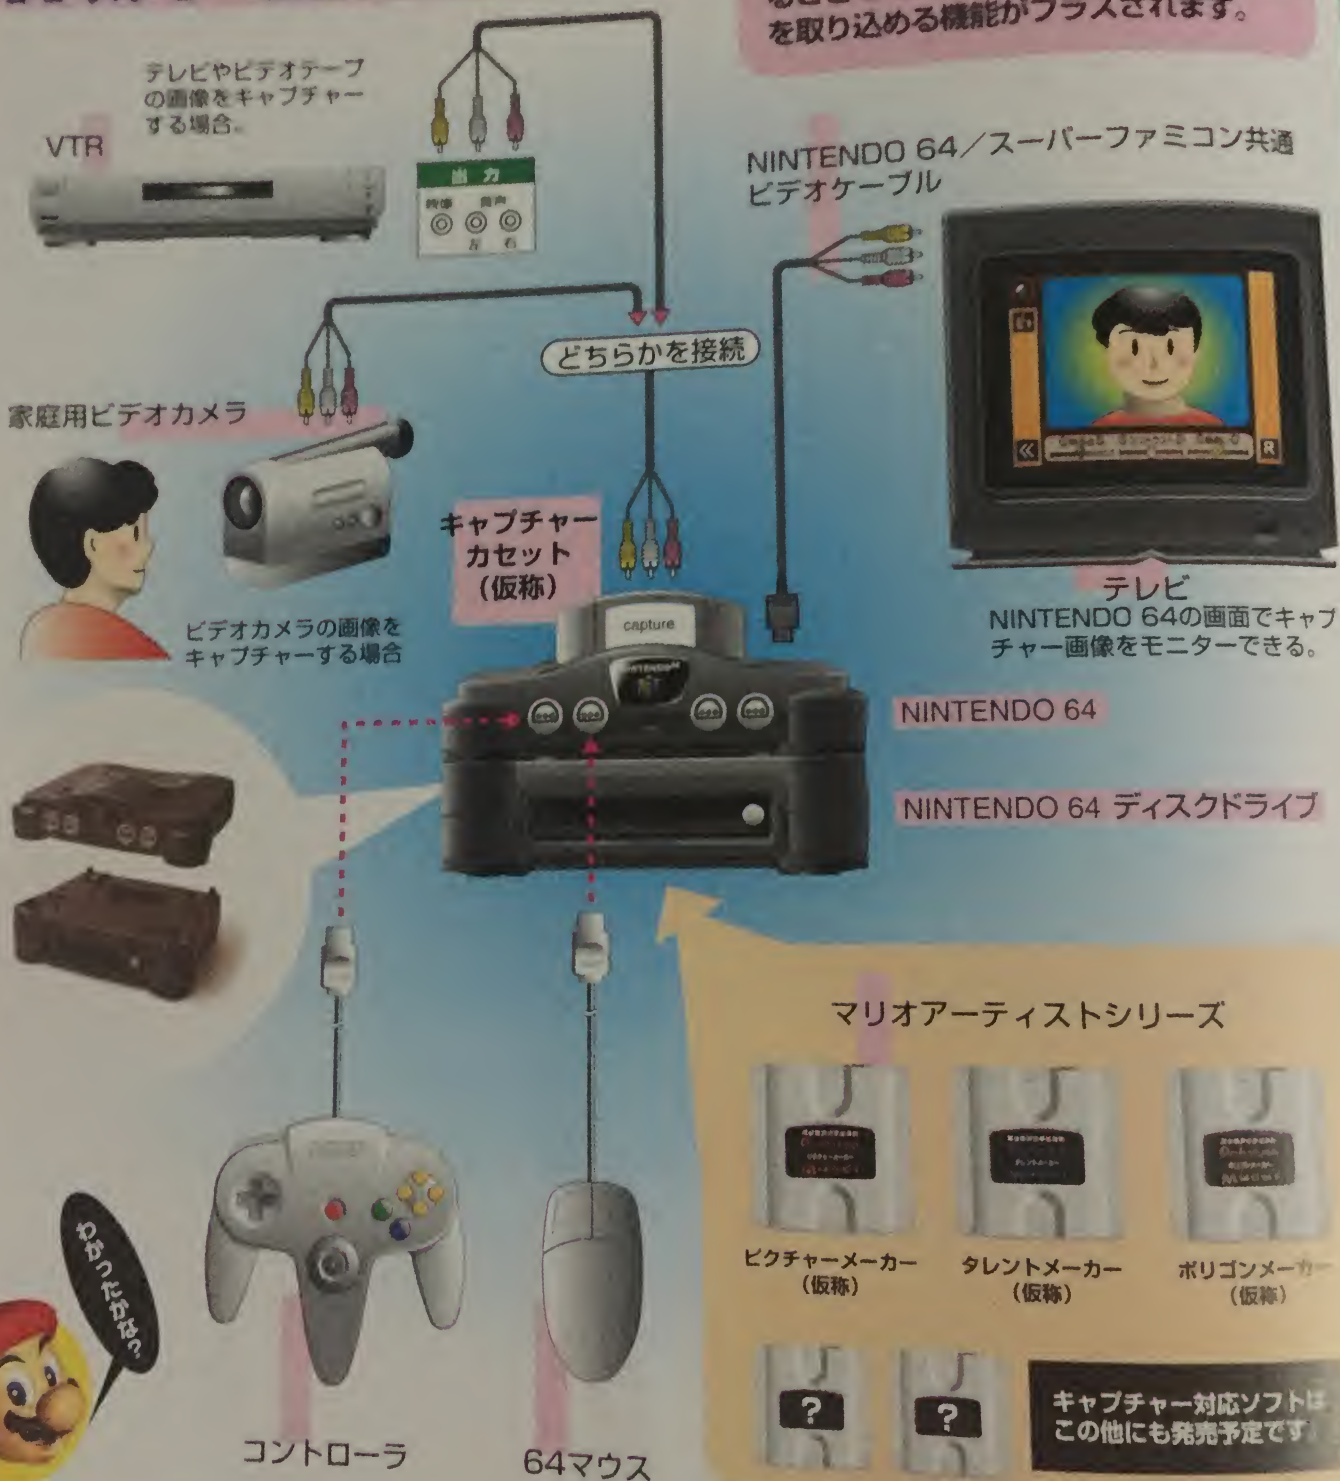 を取り込める機能がプラスされます。
テレビやビデオテープ
の画像をキャプチャー
する場合。
VTR
出力
映像 音声
左 右
NINTENDO 64／スーパーファミコン共通
ビデオケーブル
どちらかを接続
家庭用ビデオカメラ
ビデオカメラの画像を
キャプチャーする場合
キャプチャー
カセット
（仮称）
capture
R
テレビ
NINTENDO 64の画面でキャプ
チャー画像をモニターできる。
NINTENDO 64
NINTENDO 64 ディスクドライブ
マリオアーティストシリーズ
ピクチャーメーカー
（仮称）
タレントメーカー
（仮称）
ポリゴンメーカー
（仮称）
?
?
キャプチャー対応ソフトは
この他にも発売予定です
わかったかな？
コントローラ
64マウス